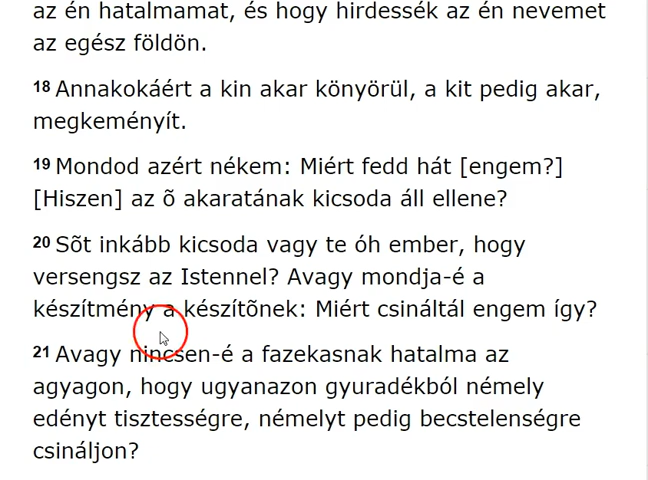 az én hatalmamat, és hogy hirdessék az én nevemet
az egész földön.
18 Annakokáért a kin akar könyörül, a kit pedig akar,
megkeményít.
19 Mondod azért nékem: Miért fedd hát [engem?]
[Hiszen] az õ akaratának kicsoda áll ellene?
20 Sõt inkább kicsoda vagy te óh ember, hogy
versengsz az Istennel? Avagy mondja-é a
készítmény a készítõnek: Miért csináltál engem így?
21 Avagy nincsen-é a fazekasnak hatalma az
agyagon, hogy ugyanazon gyuradékból némely
edényt tisztességre, némelyt pedig becstelenségre
csináljon?